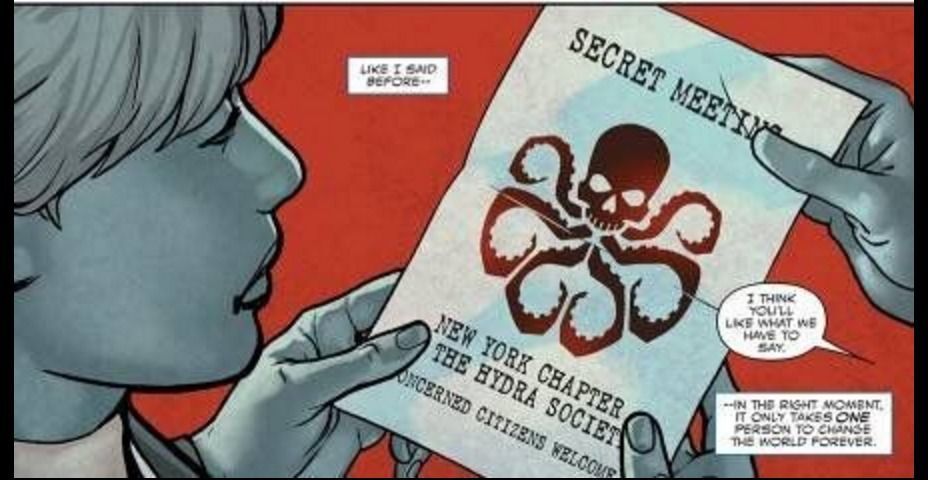 LIKE I SAID
BEFORE--
SECRET MEETING
NEW YORK CHAPTER
THE HYDRA SOCIET
ONCERNED CITIZENS WELCOME
I THINK
YOU'LL
LIKE WHAT WE
HAVE TO
SAY.
--IN THE RIGHT MOMENT,
IT ONLY TAKES ONE
PERSON TO CHANGE
THE WORLD FOREVER.